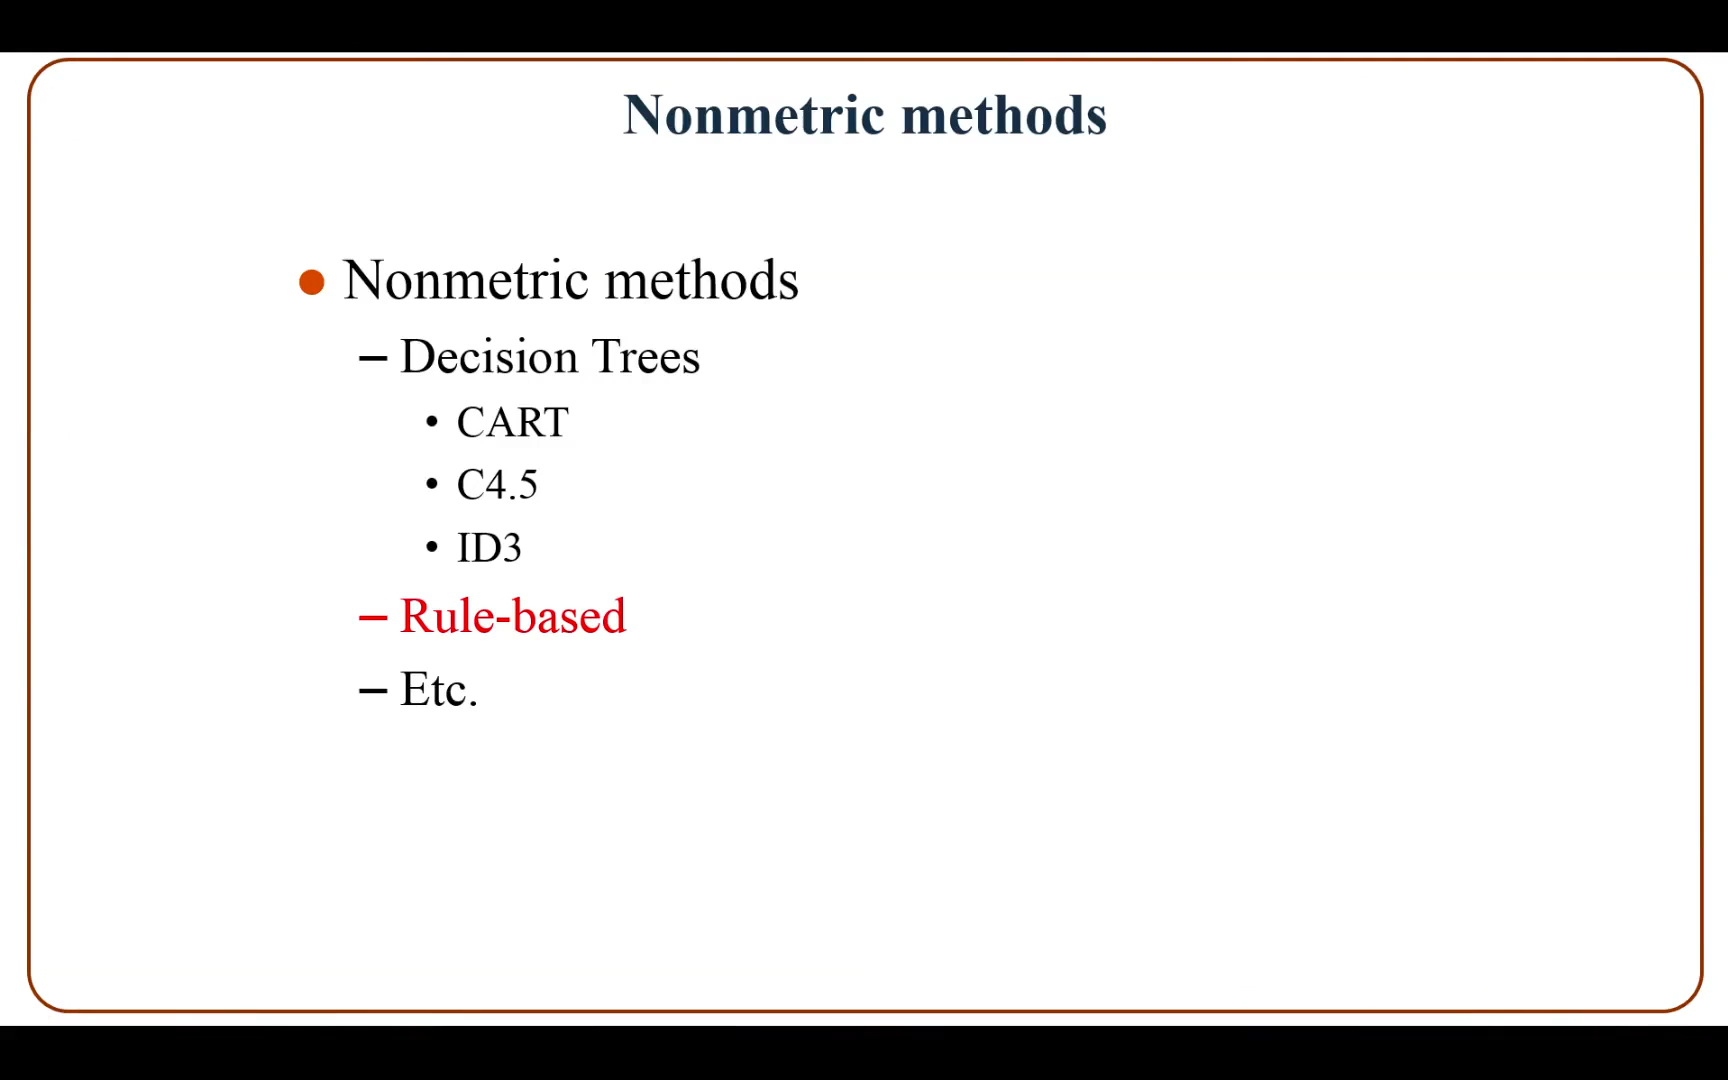 Nonmetric methods
● Nonmetric methods
– Decision Trees
• CART
• C4.5
• ID3
– Rule-based
– Etc.